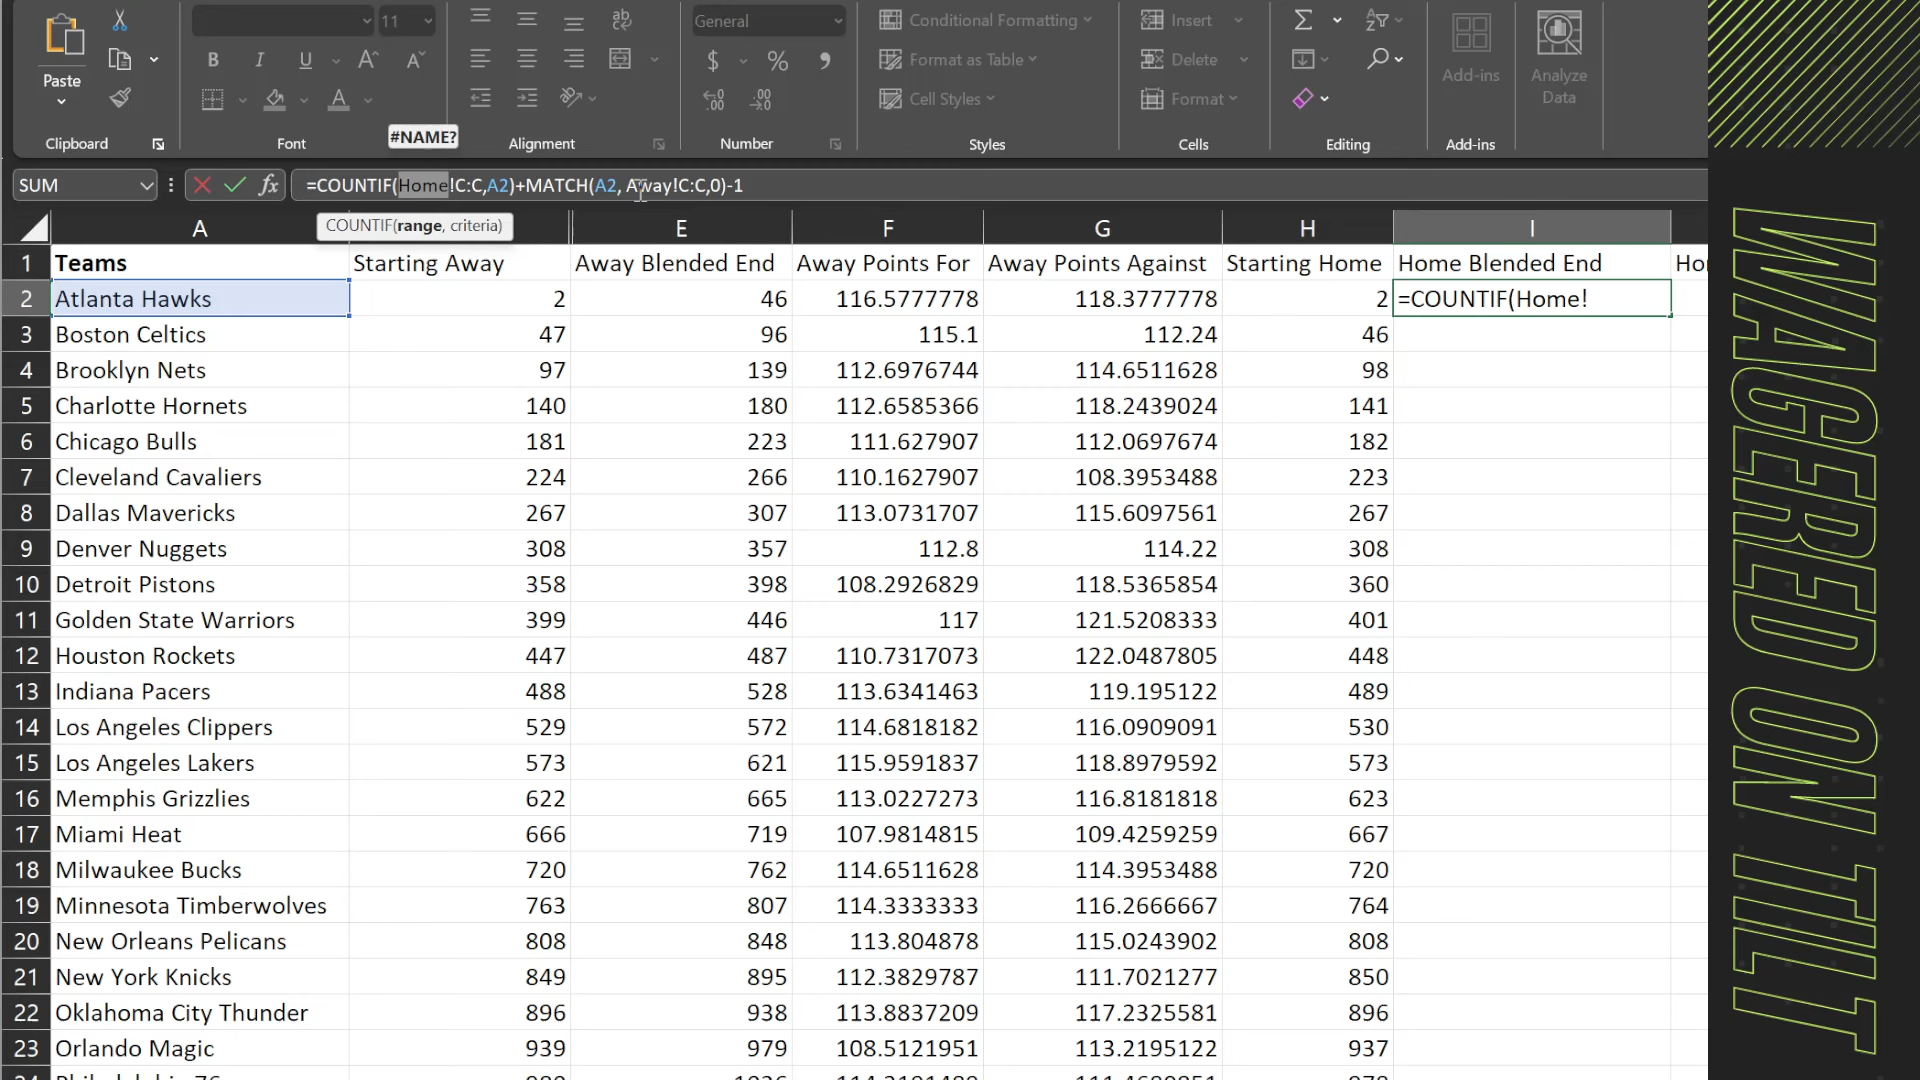 11 ab General Conditional Formatting Insert
Paste B I U A A $ % , Format as Table Delete Add-ins Analyze Data
A Cell Styles Format
Clipboard Font #NAME? Alignment Number Styles Cells Editing Add-ins
SUM fx =COUNTIF(Home!C:C,A2)+MATCH(A2, Away!C:C,0)-1
COUNTIF(range, criteria)
A E F G H I
1 Teams Starting Away Away Blended End Away Points For Away Points Against Starting Home Home Blended End
2 Atlanta Hawks 2 46 116.5777778 118.3777778 2 =COUNTIF(Home!
3 Boston Celtics 47 96 115.1 112.24 46
4 Brooklyn Nets 97 139 112.6976744 114.6511628 98
5 Charlotte Hornets 140 180 112.6585366 118.2439024 141
6 Chicago Bulls 181 223 111.627907 112.0697674 182
7 Cleveland Cavaliers 224 266 110.1627907 108.3953488 223
8 Dallas Mavericks 267 307 113.0731707 115.6097561 267
9 Denver Nuggets 308 357 112.8 114.22 308
10 Detroit Pistons 358 398 108.2926829 118.5365854 360
11 Golden State Warriors 399 446 117 121.5208333 401
12 Houston Rockets 447 487 110.7317073 122.0487805 448
13 Indiana Pacers 488 528 113.6341463 119.195122 489
14 Los Angeles Clippers 529 572 114.6818182 116.0909091 530
15 Los Angeles Lakers 573 621 115.9591837 118.8979592 573
16 Memphis Grizzlies 622 665 113.0227273 116.8181818 623
17 Miami Heat 666 719 107.9814815 109.4259259 667
18 Milwaukee Bucks 720 762 114.6511628 114.3953488 720
19 Minnesota Timberwolves 763 807 114.3333333 116.2666667 764
20 New Orleans Pelicans 808 848 113.804878 115.0243902 808
21 New York Knicks 849 895 112.3829787 111.7021277 850
22 Oklahoma City Thunder 896 938 113.8837209 117.2325581 896
23 Orlando Magic 939 979 108.5121951 113.2195122 937
WAGERED ON TILT